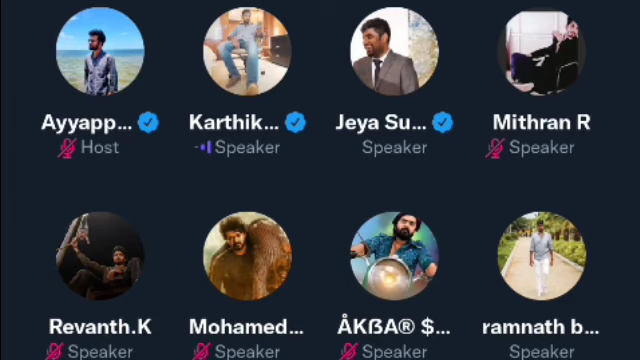 Ayyapp... Karthik... Jeya Su... Mithran R
Host Speaker Speaker Speaker
Revanth.K Mohamed... ÅKẞA® $... ramnath b...
Speaker Speaker Speaker Speaker